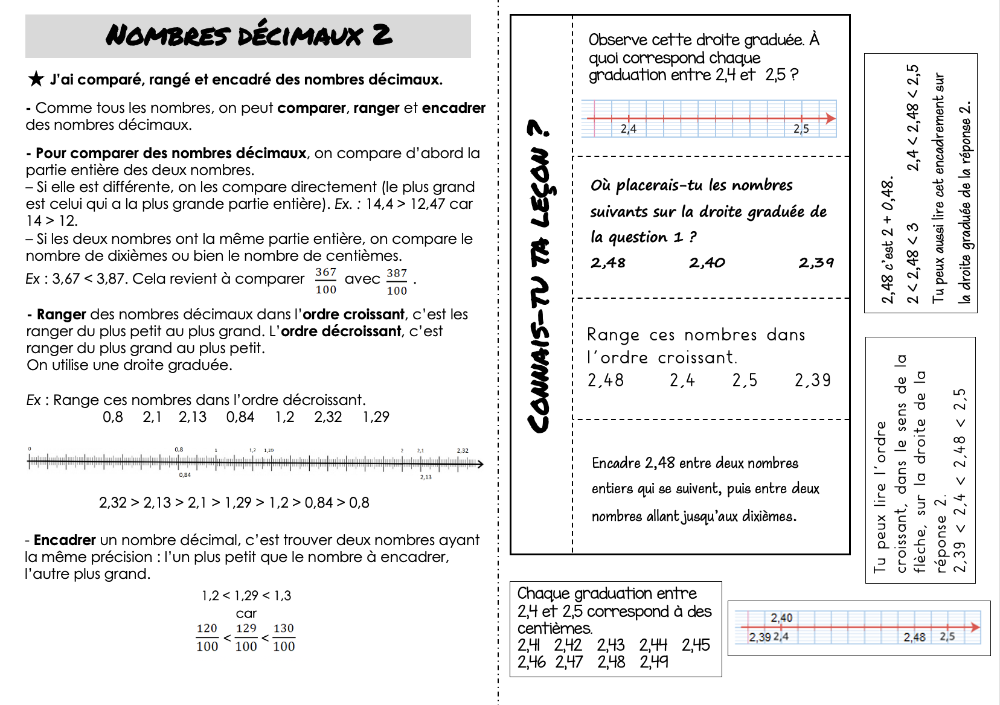 NOMBRES DÉCIMAUX 2
★ J'ai comparé, rangé et encadré des nombres décimaux.
- Comme tous les nombres, on peut comparer, ranger et encadrer
des nombres décimaux.
- Pour comparer des nombres décimaux, on compare d'abord la
partie entière des deux nombres.
– Si elle est différente, on les compare directement (le plus grand
est celui qui a la plus grande partie entière). Ex. : 14,4 > 12,47 car
14 > 12.
– Si les deux nombres ont la même partie entière, on compare le
nombre de dixièmes ou bien le nombre de centièmes.
Ex : 3,67 < 3,87. Cela revient à comparer 367/100 avec 387/100 .
- Ranger des nombres décimaux dans l'ordre croissant, c'est les
ranger du plus petit au plus grand. L'ordre décroissant, c'est
ranger du plus grand au plus petit.
On utilise une droite graduée.
Ex : Range ces nombres dans l'ordre décroissant.
0,8 2,1 2,13 0,84 1,2 2,32 1,29
0 0,8 1 1,2 1,29 2 2,1 2,32
0,84 2,13
2,32 > 2,13 > 2,1 > 1,29 > 1,2 > 0,84 > 0,8
- Encadrer un nombre décimal, c'est trouver deux nombres ayant
la même précision : l'un plus petit que le nombre à encadrer,
l'autre plus grand.
1,2 < 1,29 < 1,3
car
120/100 < 129/100 < 130/100
CONNAIS-TU TA LEÇON ?
Observe cette droite graduée. À
quoi correspond chaque
graduation entre 2,4 et 2,5 ?
2,4 2,5
Où placerais-tu les nombres
suivants sur la droite graduée de
la question 1 ?
2,48 2,40 2,39
Range ces nombres dans
l'ordre croissant.
2,48 2,4 2,5 2,39
Encadre 2,48 entre deux nombres
entiers qui se suivent, puis entre deux
nombres allant jusqu'aux dixièmes.
2,48 c'est 2 + 0,48.
2 < 2,48 < 3 2,4 < 2,48 < 2,5
Tu peux aussi lire cet encadrement sur
la droite graduée de la réponse 2.
Tu peux lire l'ordre
croissant, dans le sens de la
flèche, sur la droite de la
réponse 2.
2,39 < 2,4 < 2,48 < 2,5
Chaque graduation entre
2,4 et 2,5 correspond à des
centièmes.
2,41 2,42 2,43 2,44 2,45
2,46 2,47 2,48 2,49
2,40
2,39 2,4 2,48 2,5